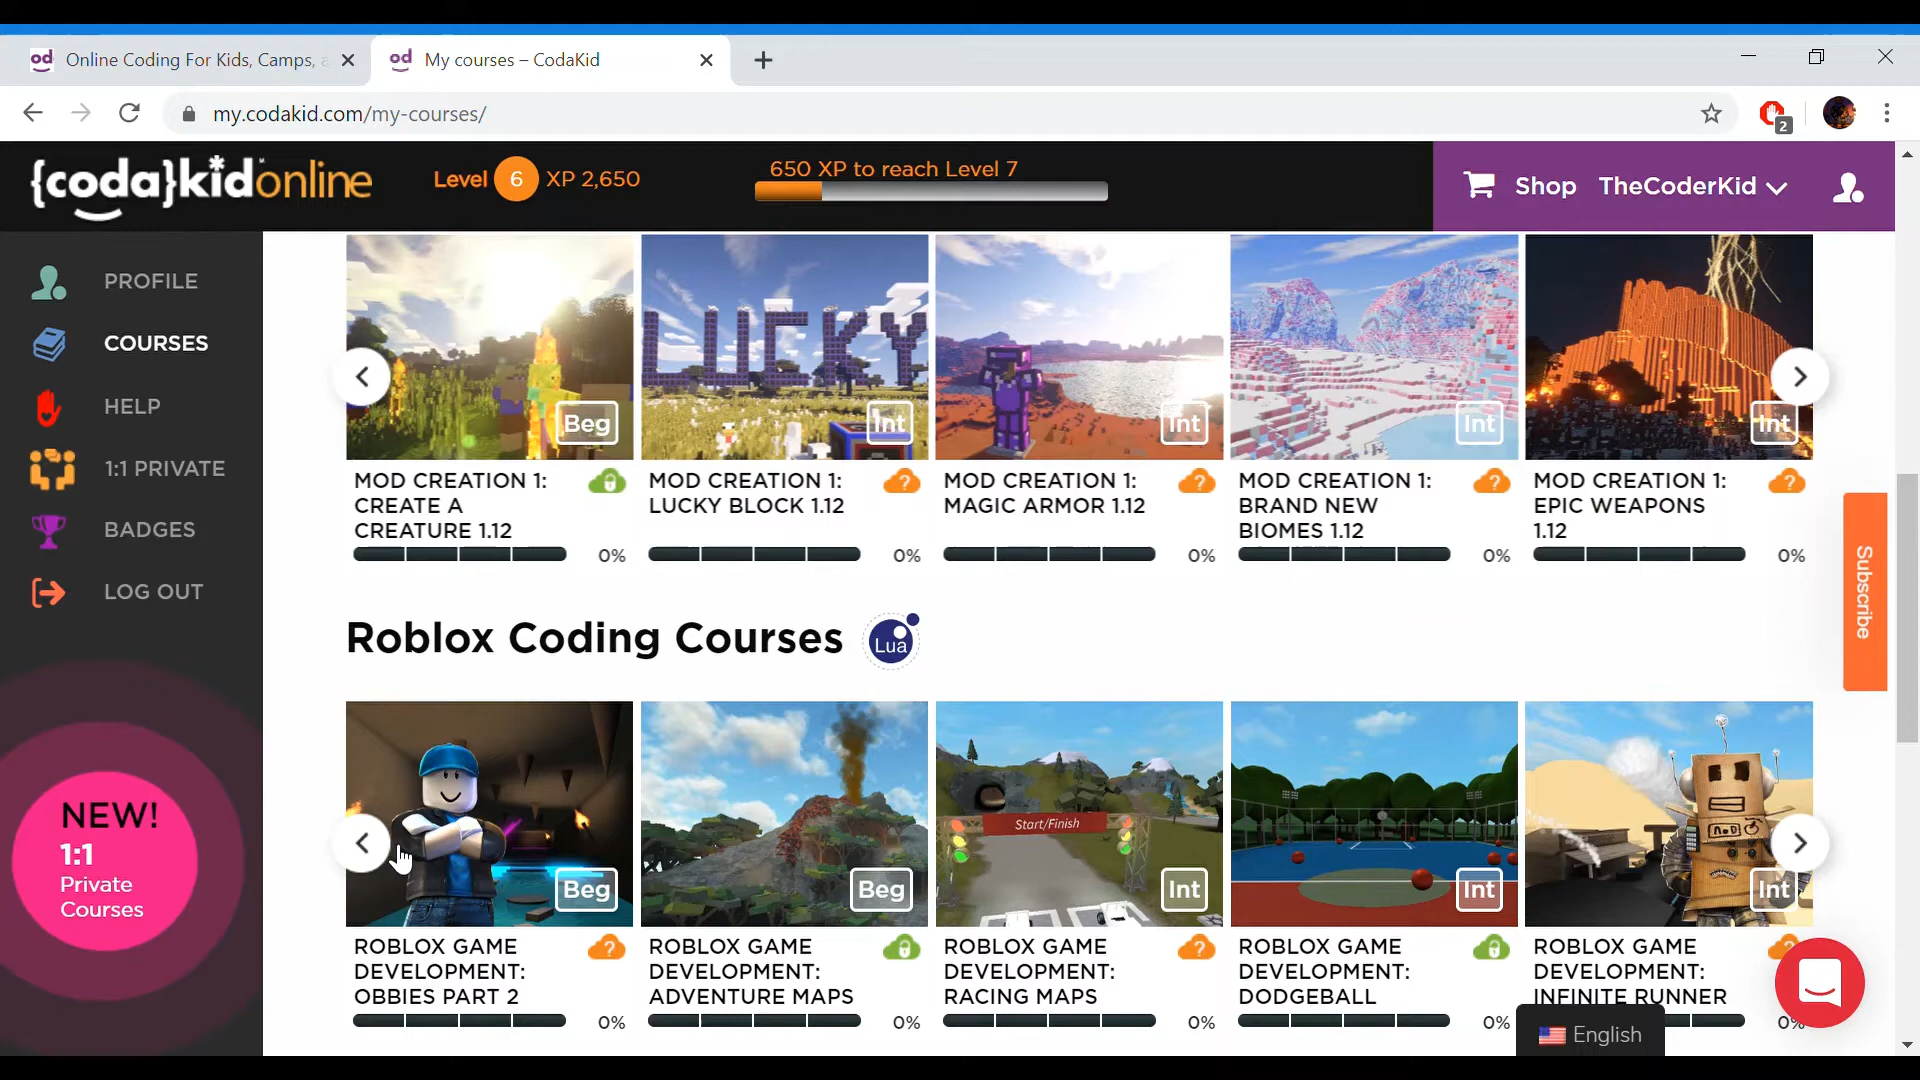 Online Coding For Kids, Camps, a
My courses – CodaKid
my.codakid.com/my-courses/
2
{coda}kidonline
Level 6 XP 2,650
650 XP to reach Level 7
Shop TheCoderKid
PROFILE
COURSES
HELP
1:1 PRIVATE
BADGES
LOG OUT
NEW!
1:1
Private
Courses
LUCKY
Beg
Int
Int
Int
Int
MOD CREATION 1:
CREATE A
CREATURE 1.12
0%
MOD CREATION 1:
LUCKY BLOCK 1.12
0%
MOD CREATION 1:
MAGIC ARMOR 1.12
0%
MOD CREATION 1:
BRAND NEW
BIOMES 1.12
0%
MOD CREATION 1:
EPIC WEAPONS
1.12
0%
Subscribe
Roblox Coding Courses
Lua
Start/Finish
Beg
Beg
Int
Int
Int
ROBLOX GAME
DEVELOPMENT:
OBBIES PART 2
0%
ROBLOX GAME
DEVELOPMENT:
ADVENTURE MAPS
0%
ROBLOX GAME
DEVELOPMENT:
RACING MAPS
0%
ROBLOX GAME
DEVELOPMENT:
DODGEBALL
0%
ROBLOX GAME
DEVELOPMENT:
INFINITE RUNNER
0%
English